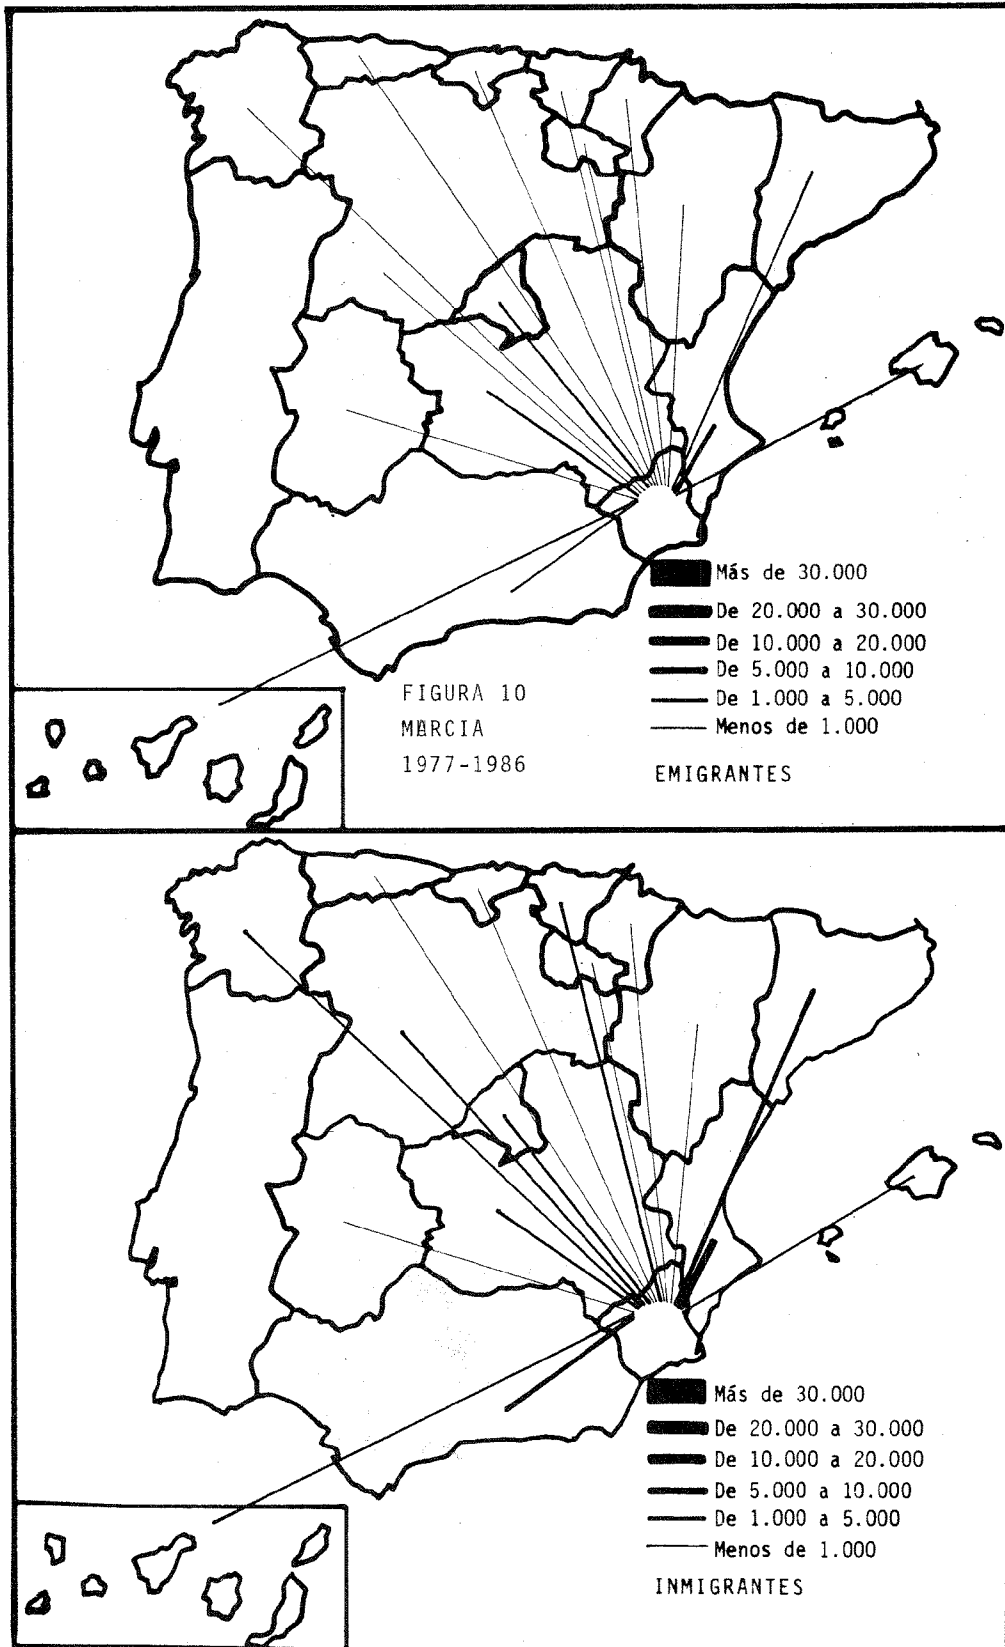 Más de 30.000
De 20.000 a 30.000
De 10.000 a 20.000
De 5.000 a 10.000
De 1.000 a 5.000
Menos de 1.000
EMIGRANTES
FIGURA 10
MURCIA
1977-1986
Más de 30.000
De 20.000 a 30.000
De 10.000 a 20.000
De 5.000 a 10.000
De 1.000 a 5.000
Menos de 1.000
INMIGRANTES